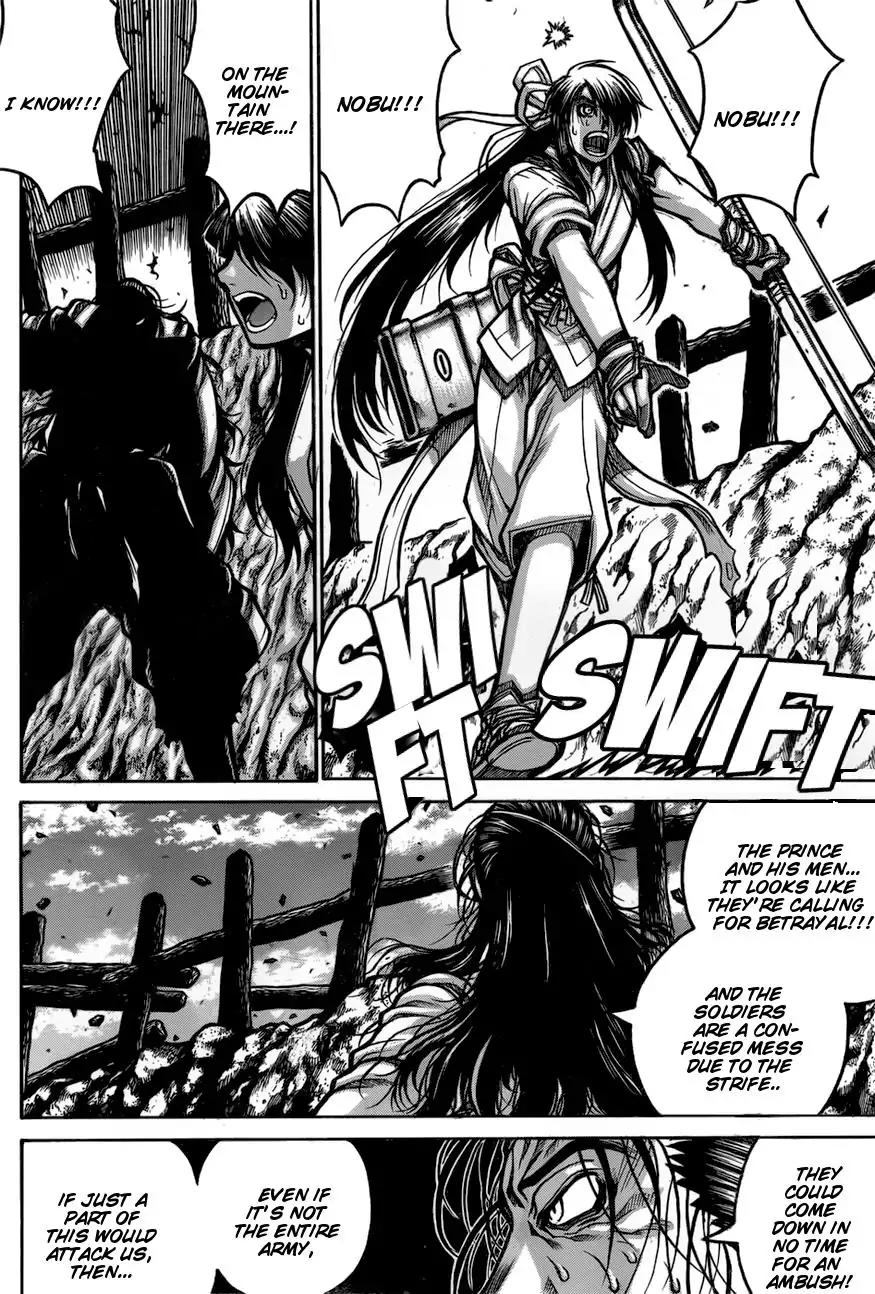 NOBU!!!
NOBU!!!
ON THE
MOUN-
TAIN
THERE...!
I KNOW!!!
SWIFT
SWI
FT
THE PRINCE
AND HIS MEN...
IT LOOKS LIKE
THEY'RE CALLING
FOR BETRAYAL!!!
AND THE
SOLDIERS
ARE A CON-
FUSED MESS
DUE TO THE
STRIFE..
THEY
COULD
COME
DOWN IN
NO TIME
FOR AN
AMBUSH!
EVEN IF
IT'S NOT
THE ENTIRE
ARMY,
IF JUST A
PART OF
THIS WOULD
ATTACK US,
THEN...